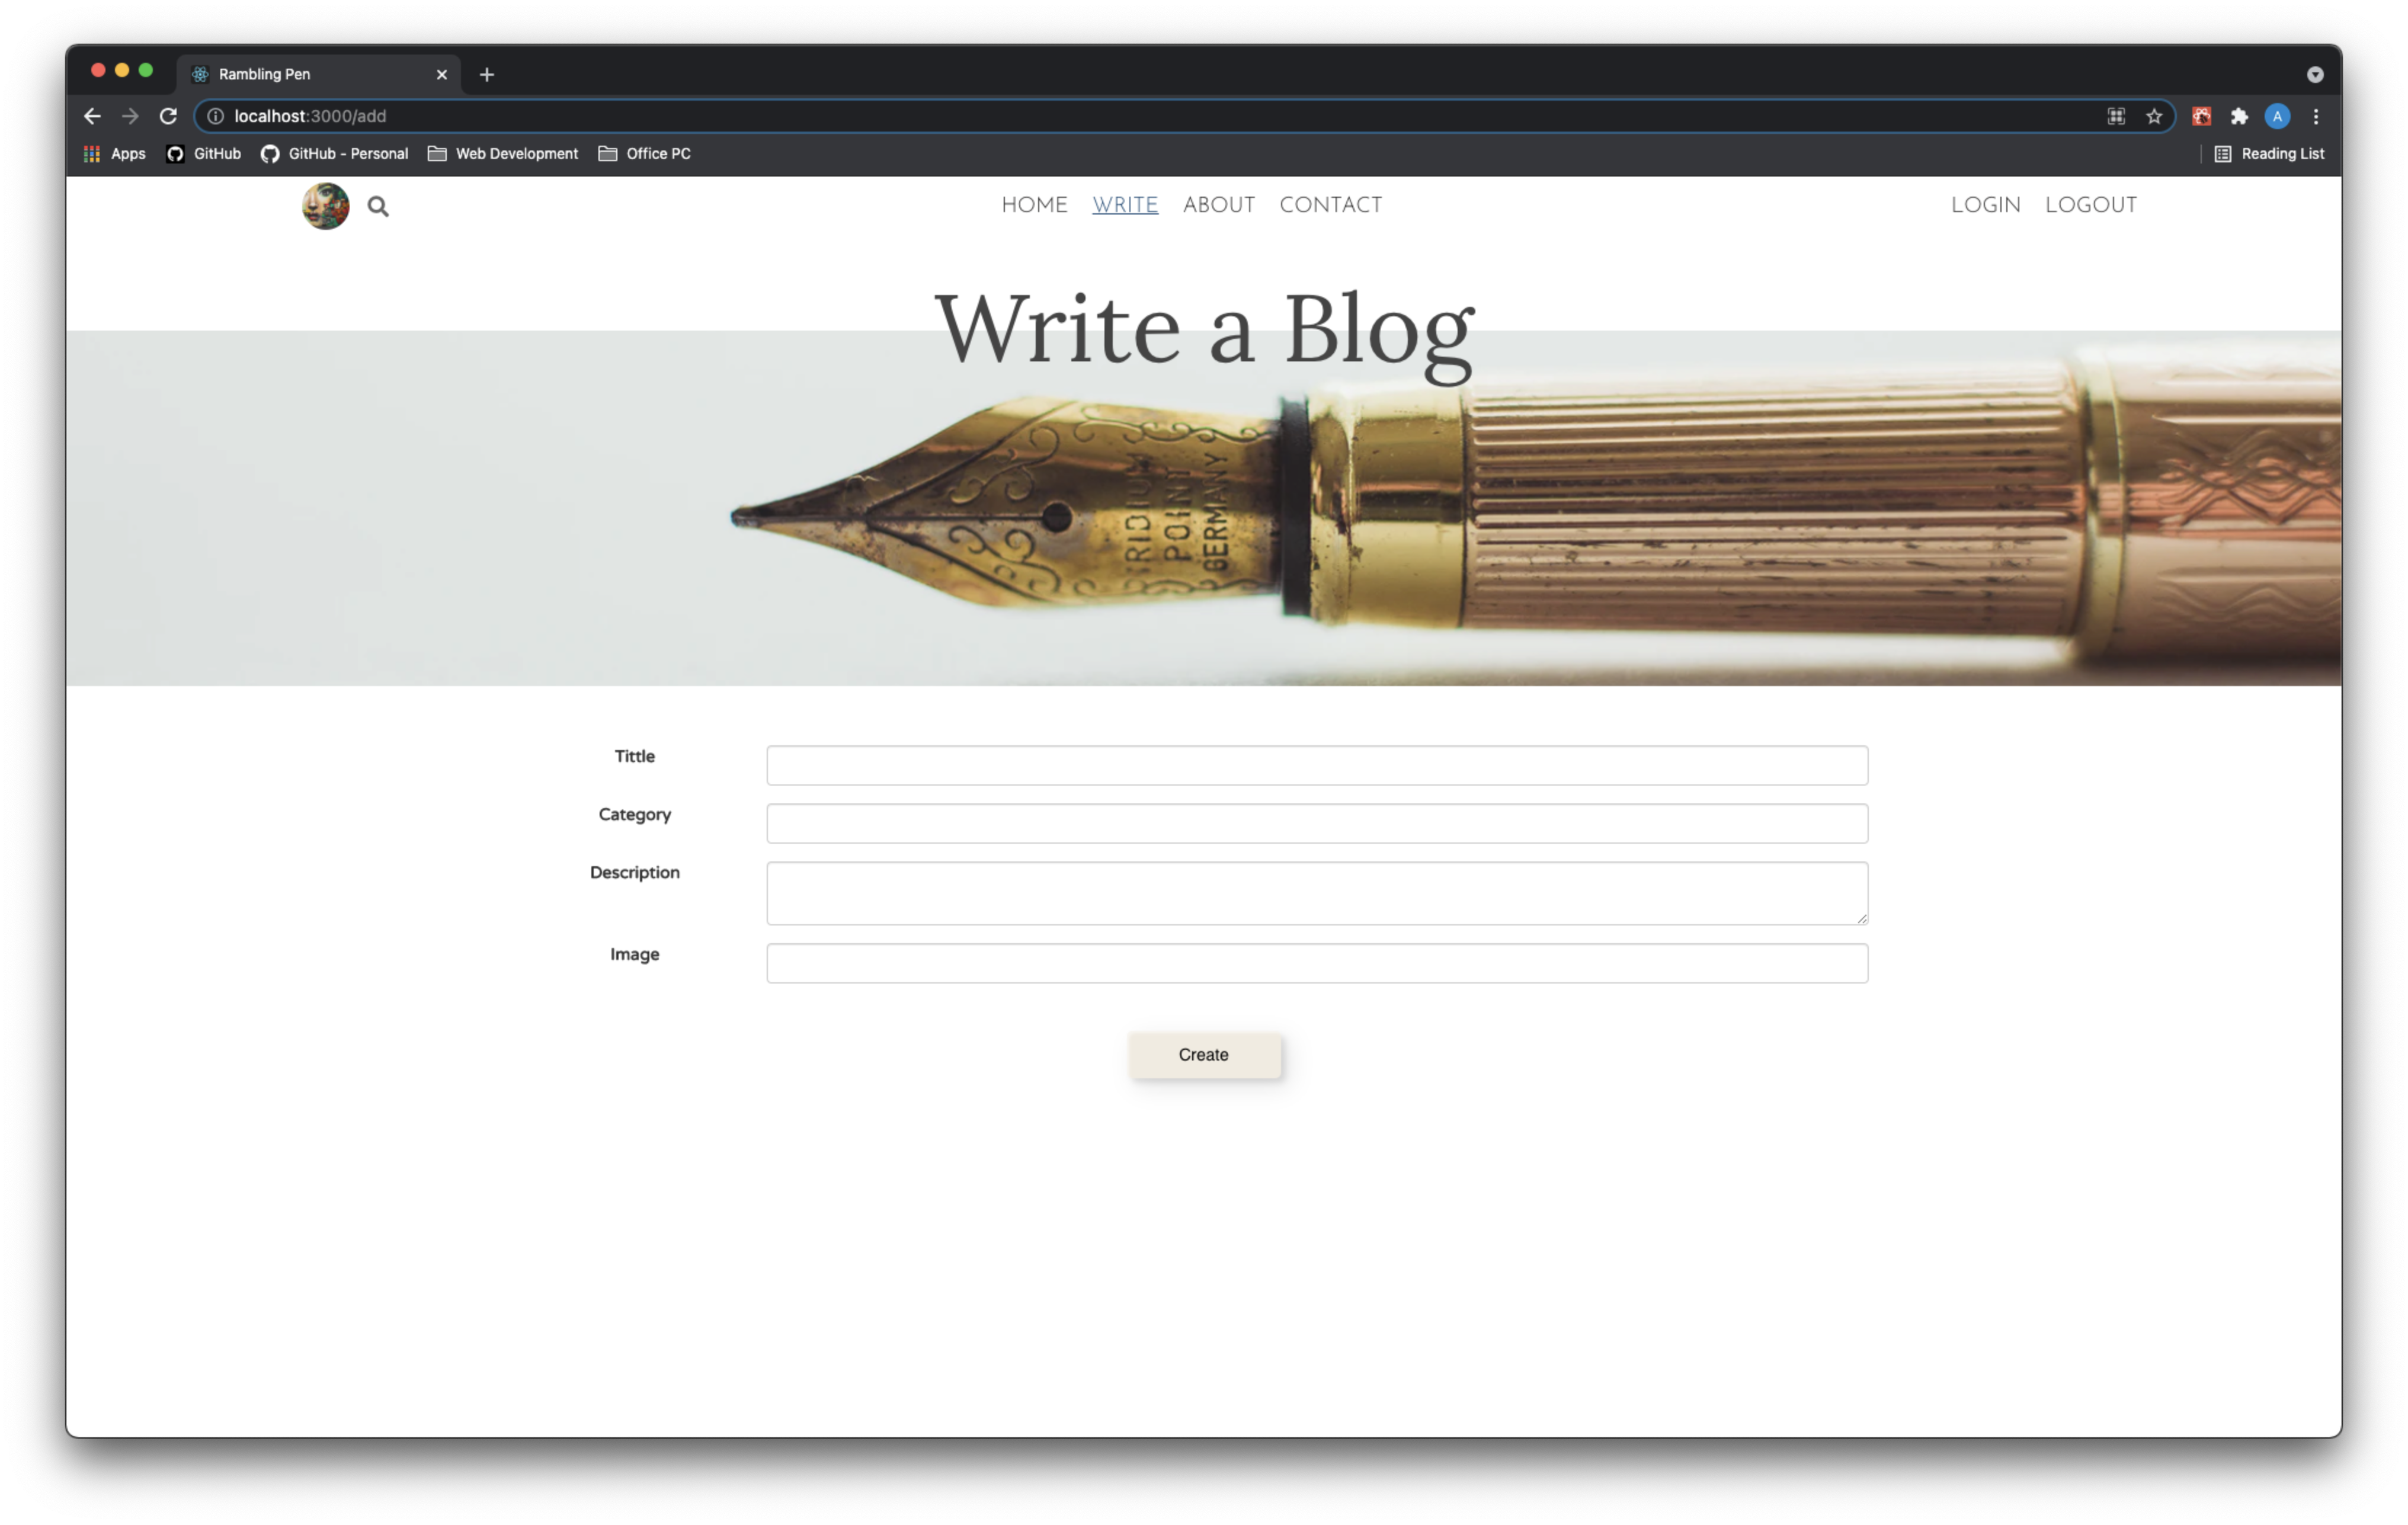 Rambling Pen
localhost:3000/add
A
Apps GitHub GitHub - Personal Web Development Office PC Reading List
HOME WRITE ABOUT CONTACT LOGIN LOGOUT
Write a Blog
IRIDIUM
POINT
GERMANY
Tittle
Category
Description
Image
Create